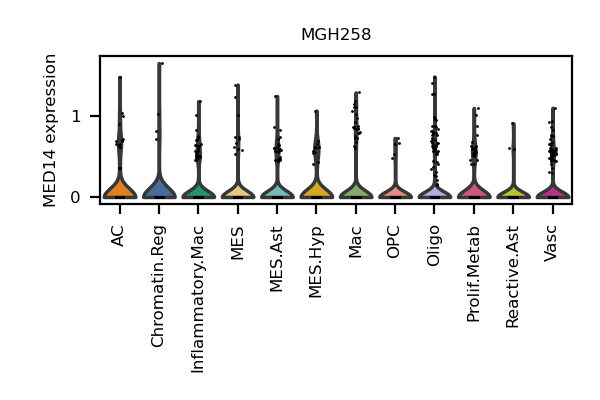 MGH258
MED14 expression
1
0
AC
Chromatin.Reg
Inflammatory.Mac
MES
MES.Ast
MES.Hyp
Mac
OPC
Oligo
Prolif.Metab
Reactive.Ast
Vasc